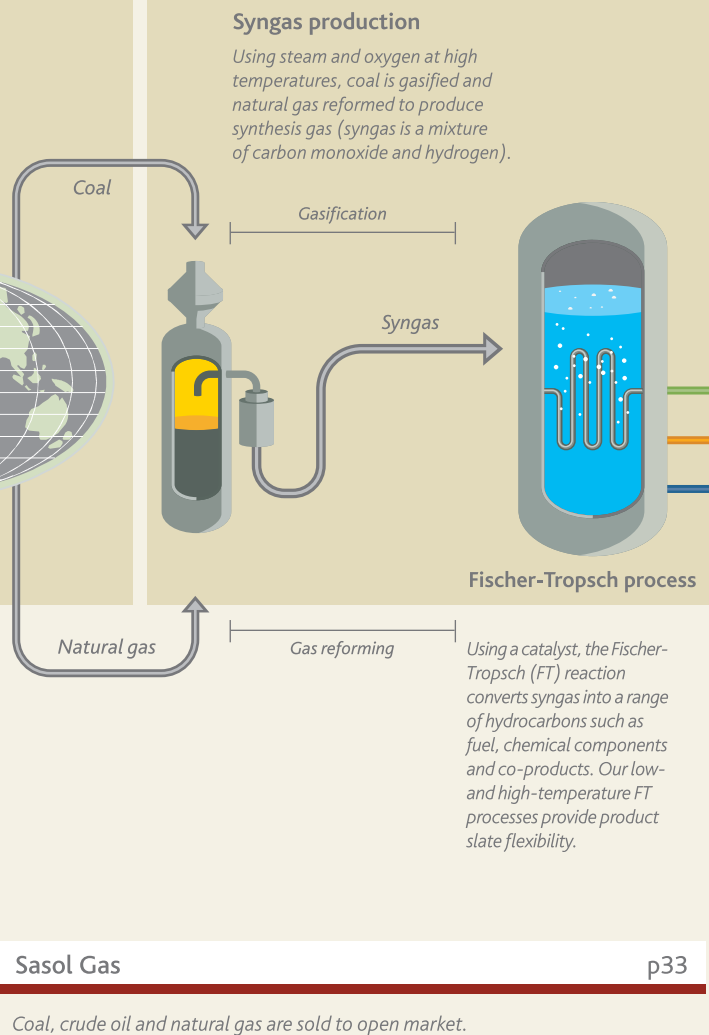 Syngas production
Using steam and oxygen at high
temperatures, coal is gasified and
natural gas reformed to produce
synthesis gas (syngas is a mixture
of carbon monoxide and hydrogen).
Coal
Gasification
Syngas
Fischer-Tropsch process
Natural gas
Gas reforming
Using a catalyst, the Fischer-
Tropsch (FT) reaction
converts syngas into a range
of hydrocarbons such as
fuel, chemical components
and co-products. Our low-
and high-temperature FT
processes provide product
slate flexibility.
Sasol Gas p33
Coal, crude oil and natural gas are sold to open market.